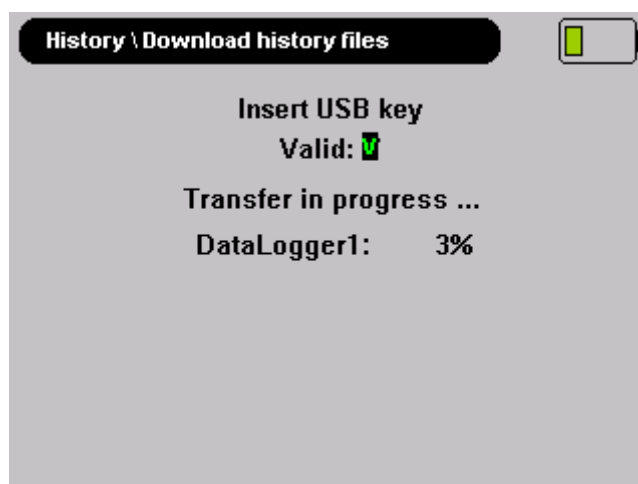 History \ Download history files
Insert USB key
Valid: V
Transfer in progress ...
DataLogger1: 3%